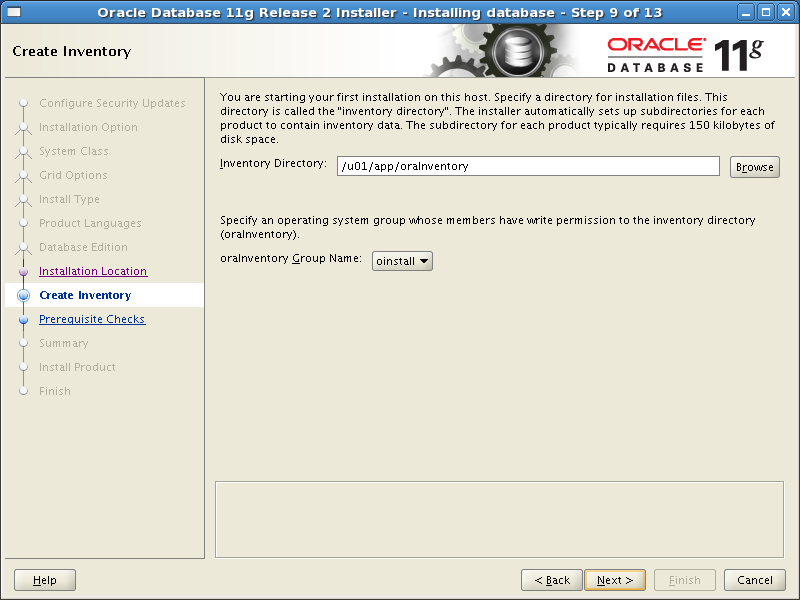 Oracle Database 11g Release 2 Installer - Installing database - Step 9 of 13
Create Inventory
ORACLE®
DATABASE
11g
Configure Security Updates
Installation Option
System Class
Grid Options
Install Type
Product Languages
Database Edition
Installation Location
Create Inventory
Prerequisite Checks
Summary
Install Product
Finish
You are starting your first installation on this host. Specify a directory for installation files. This
directory is called the "inventory directory". The installer automatically sets up subdirectories for each
product to contain inventory data. The subdirectory for each product typically requires 150 kilobytes of
disk space.
Inventory Directory: /u01/app/oraInventory Browse
Specify an operating system group whose members have write permission to the inventory directory
(oraInventory).
oraInventory Group Name: oinstall
Help < Back Next > Finish Cancel